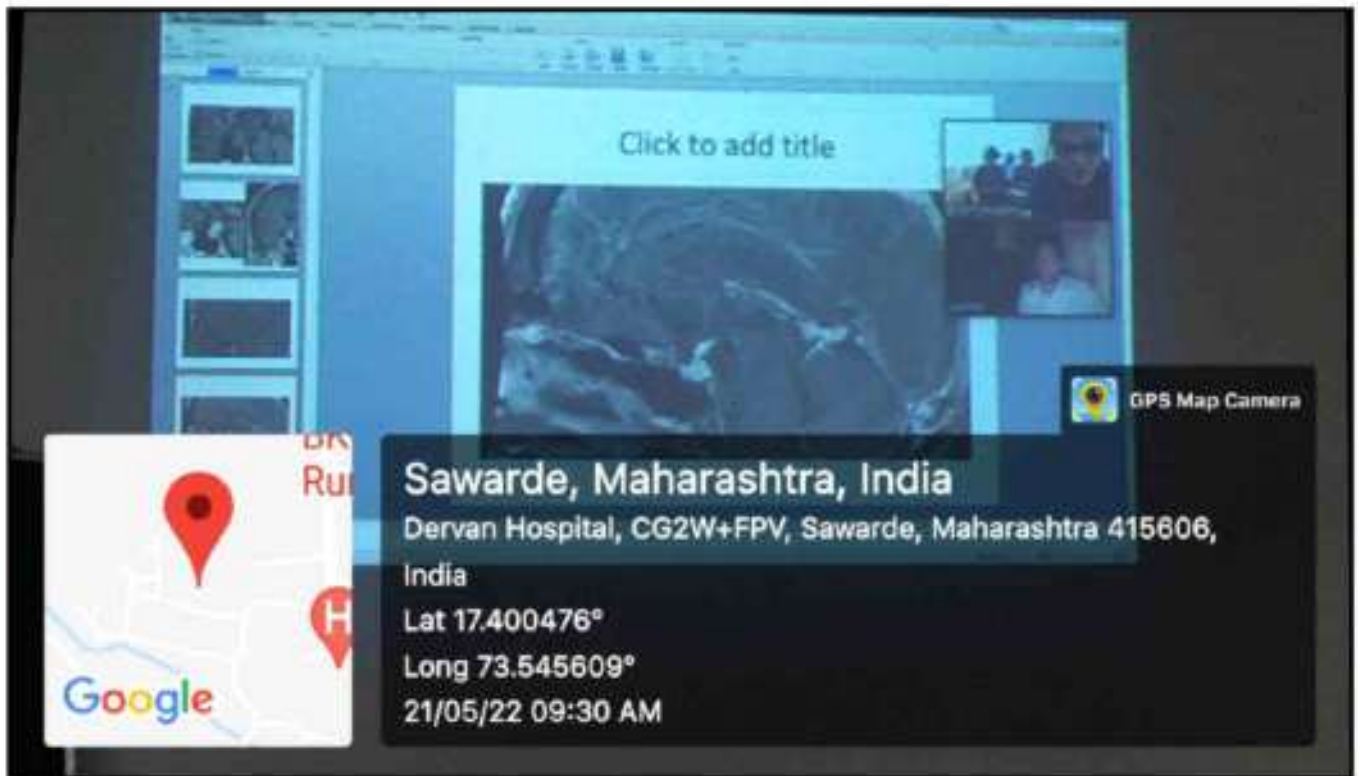 Click to add title
GPS Map Camera
Rur
Sawarde, Maharashtra, India
Dervan Hospital, CG2W+FPV, Sawarde, Maharashtra 415606,
India
Lat 17.400476°
Long 73.545609°
21/05/22 09:30 AM
H
Google